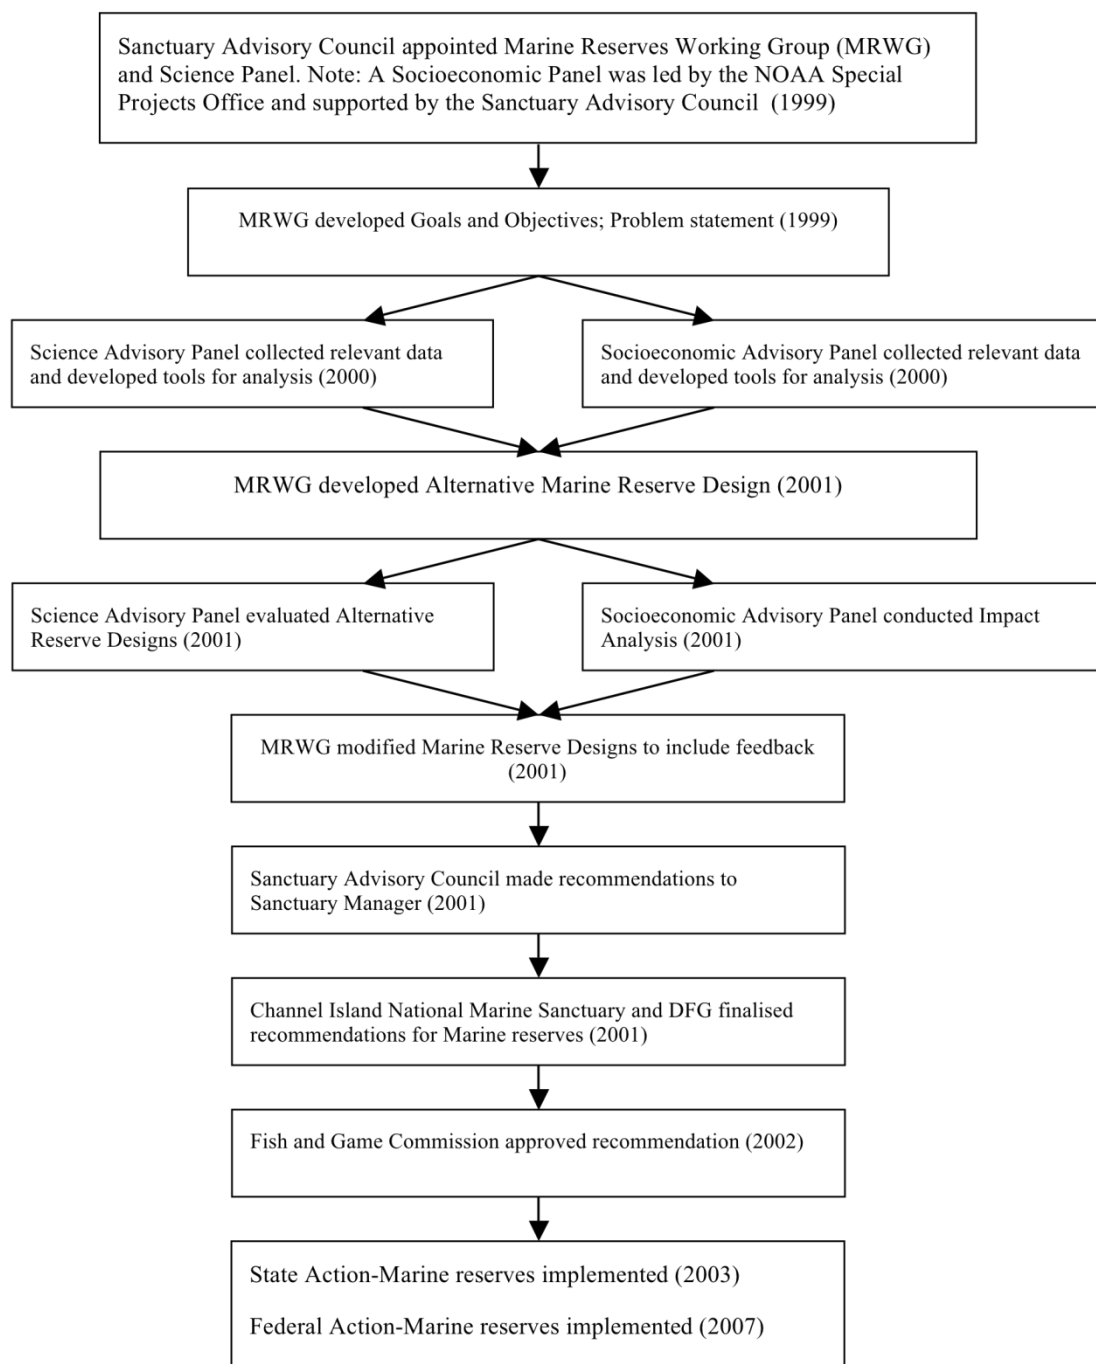 Sanctuary Advisory Council appointed Marine Reserves Working Group (MRWG)
and Science Panel. Note: A Socioeconomic Panel was led by the NOAA Special
Projects Office and supported by the Sanctuary Advisory Council (1999)
MRWG developed Goals and Objectives; Problem statement (1999)
Science Advisory Panel collected relevant data
and developed tools for analysis (2000)
Socioeconomic Advisory Panel collected relevant data
and developed tools for analysis (2000)
MRWG developed Alternative Marine Reserve Design (2001)
Science Advisory Panel evaluated Alternative
Reserve Designs (2001)
Socioeconomic Advisory Panel conducted Impact
Analysis (2001)
MRWG modified Marine Reserve Designs to include feedback
(2001)
Sanctuary Advisory Council made recommendations to
Sanctuary Manager (2001)
Channel Island National Marine Sanctuary and DFG finalised
recommendations for Marine reserves (2001)
Fish and Game Commission approved recommendation (2002)
State Action-Marine reserves implemented (2003)
Federal Action-Marine reserves implemented (2007)